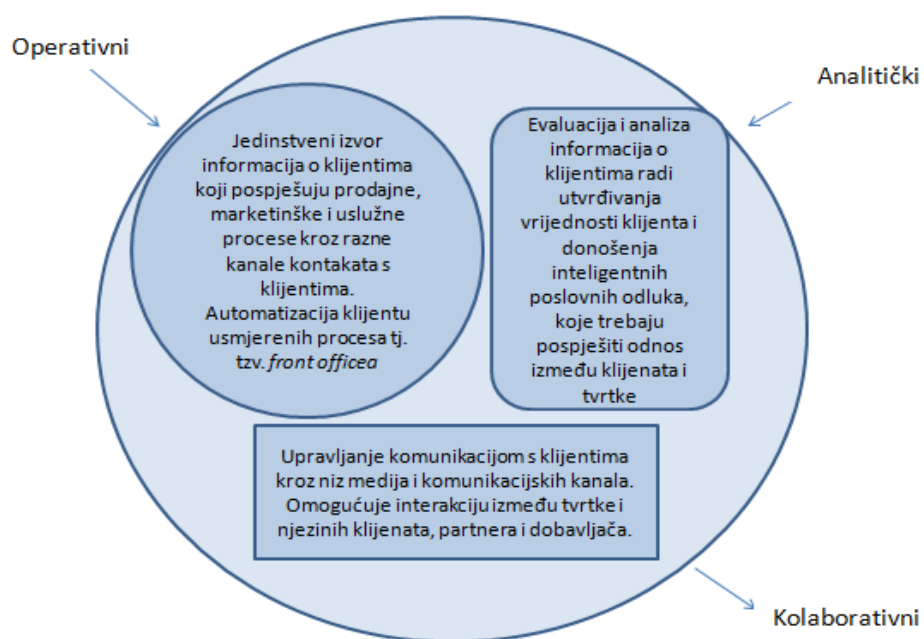 Operativni
Analitički
Jedinstveni izvor
informacija o klijentima
koji pospješuju prodajne,
marketinške i uslužne
procese kroz razne
kanale kontakata s
klijentima.
Automatizacija klijentu
usmjerenih procesa tj.
tzv. front officea
Evaluacija i analiza
informacija o
klijentima radi
utvrđivanja
vrijednosti klijenta i
donošenja
inteligentnih
poslovnih odluka,
koje trebaju
pospješiti odnos
između klijenata i
tvrtke
Upravljanje komunikacijom s klijentima
kroz niz medija i komunikacijskih kanala.
Omogućuje interakciju između tvrtke i
njezinih klijenata, partnera i dobavljača.
Kolaborativni